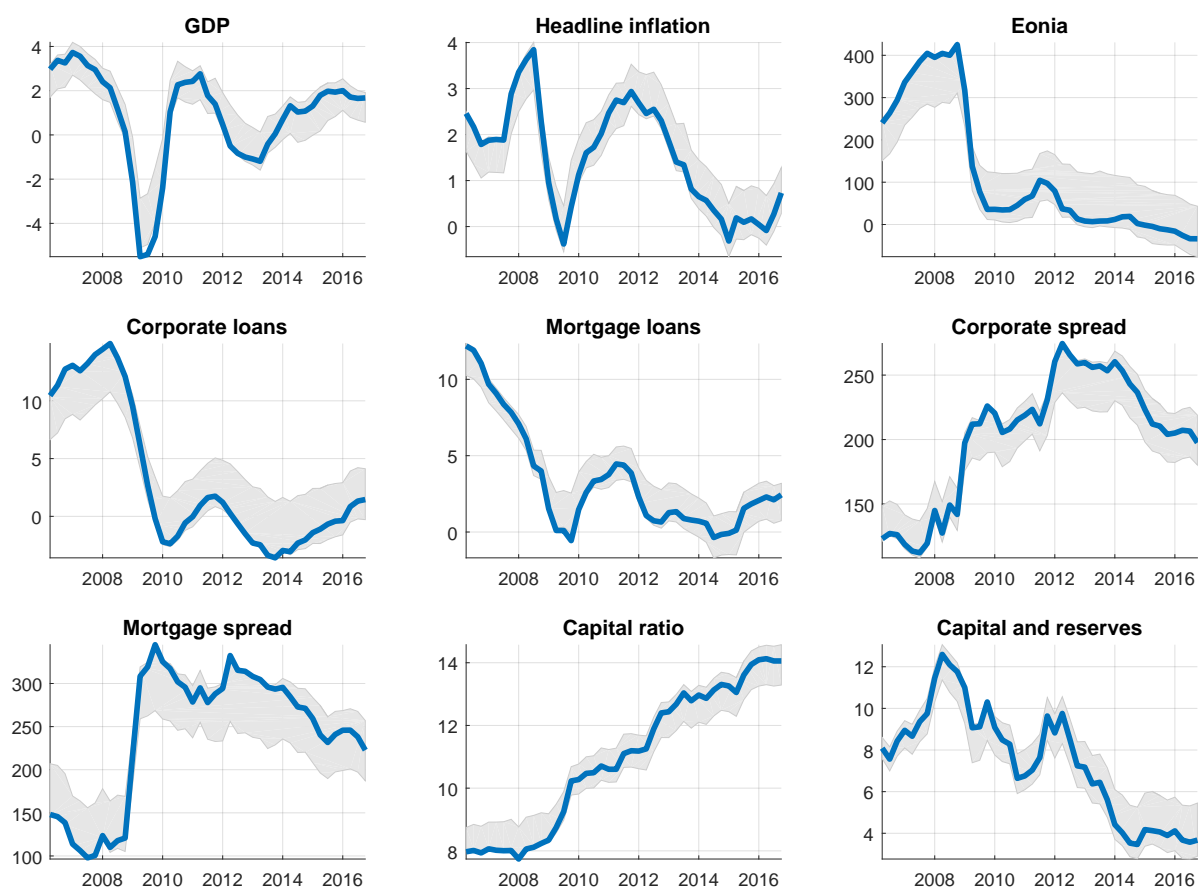 GDP
4
2
0
-2
-4
2008 2010 2012 2014 2016
Headline inflation
4
3
2
1
0
2008 2010 2012 2014 2016
Eonia
400
300
200
100
0
2008 2010 2012 2014 2016
Corporate loans
10
5
0
2008 2010 2012 2014 2016
Mortgage loans
10
5
0
2008 2010 2012 2014 2016
Corporate spread
250
200
150
2008 2010 2012 2014 2016
Mortgage spread
300
250
200
150
100
2008 2010 2012 2014 2016
Capital ratio
14
12
10
8
2008 2010 2012 2014 2016
Capital and reserves
12
10
8
6
4
2008 2010 2012 2014 2016